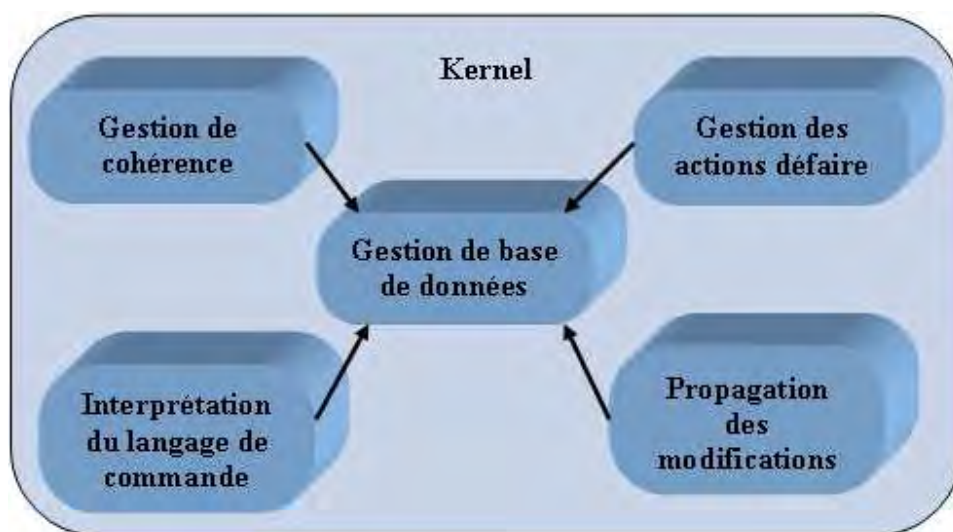 Kernel
Gestion de
cohérence
Gestion des
actions défaire
Gestion de base
de données
Interprétation
du langage de
commande
Propagation
des
modifications